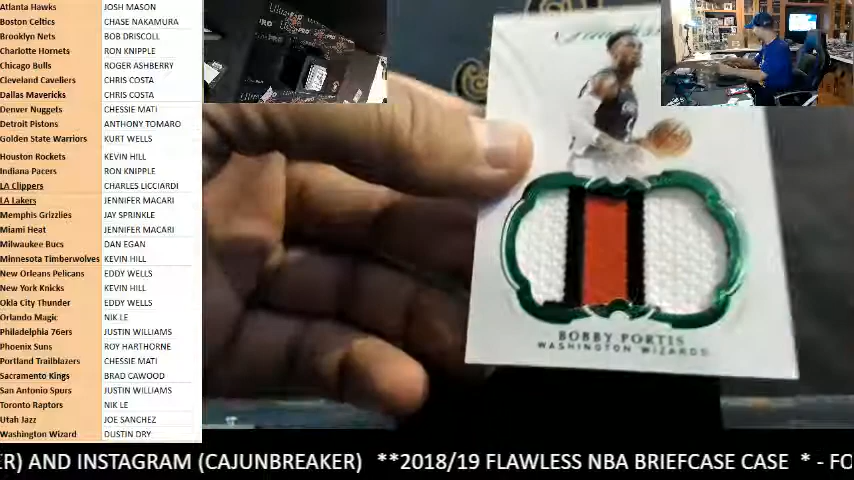 Atlanta Hawks JOSH MASON
Boston Celtics CHASE NAKAMURA
Brooklyn Nets BOB DRISCOLL
Charlotte Hornets RON KNIPPLE
Chicago Bulls ROGER ASHBERRY
Cleveland Cavaliers CHRIS COSTA
Dallas Mavericks CHRIS COSTA
Denver Nuggets CHESSIE MATI
Detroit Pistons ANTHONY TOMARO
Golden State Warriors KURT WELLS
Houston Rockets KEVIN HILL
Indiana Pacers RON KNIPPLE
LA Clippers CHARLES LICCIARDI
LA Lakers JENNIFER MACARI
Memphis Grizzlies JAY SPRINKLE
Miami Heat JENNIFER MACARI
Milwaukee Bucs DAN EGAN
Minnesota Timberwolves KEVIN HILL
New Orleans Pelicans EDDY WELLS
New York Knicks KEVIN HILL
Okla City Thunder EDDY WELLS
Orlando Magic NIK LE
Philadelphia 76ers JUSTIN WILLIAMS
Phoenix Suns ROY HARTHORNE
Portland Trailblazers CHESSIE MATI
Sacramento Kings BRAD CAWOOD
San Antonio Spurs JUSTIN WILLIAMS
Toronto Raptors NIK LE
Utah Jazz JOE SANCHEZ
Washington Wizard DUSTIN DRY
BOBBY PORTIS
WASHINGTON WIZARDS
ER) AND INSTAGRAM (CAJUNBREAKER) **2018/19 FLAWLESS NBA BRIEFCASE CASE * - FO